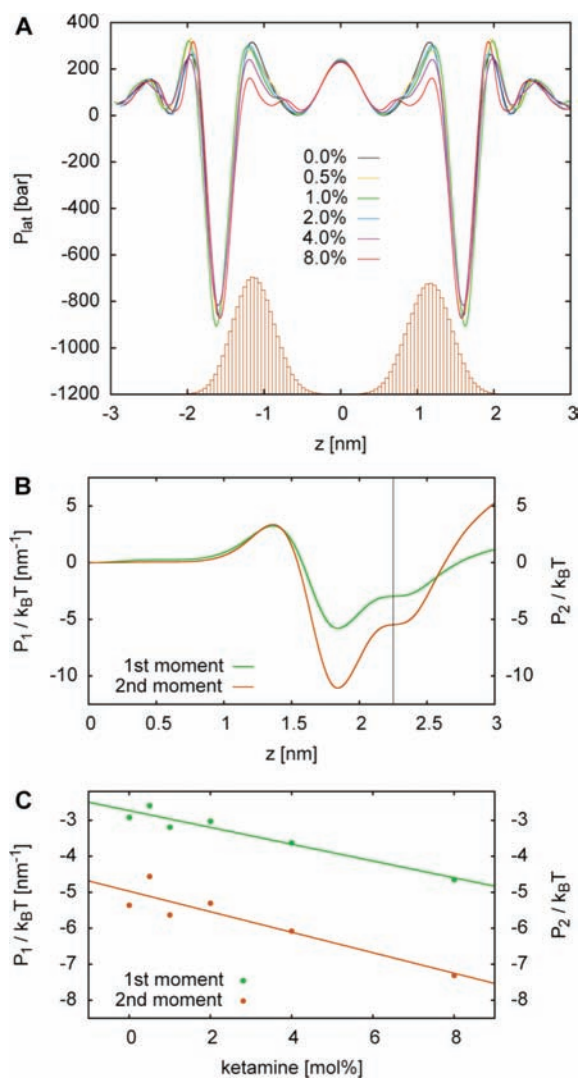 A
400
200
0
-200
-400
-600
-800
-1000
-1200
P_lat [bar]
0.0%
0.5%
1.0%
2.0%
4.0%
8.0%
-3 -2 -1 0 1 2 3
z [nm]
B
5
0
-5
-10
P₁ / k_BT [nm⁻¹]
5
0
-5
-10
P₂ / k_BT
1st moment
2nd moment
0 0.5 1 1.5 2 2.5 3
z [nm]
C
-3
-4
-5
-6
-7
-8
P₁ / k_BT [nm⁻¹]
-3
-4
-5
-6
-7
-8
P₂ / k_BT
1st moment
2nd moment
0 2 4 6 8
ketamine [mol%]